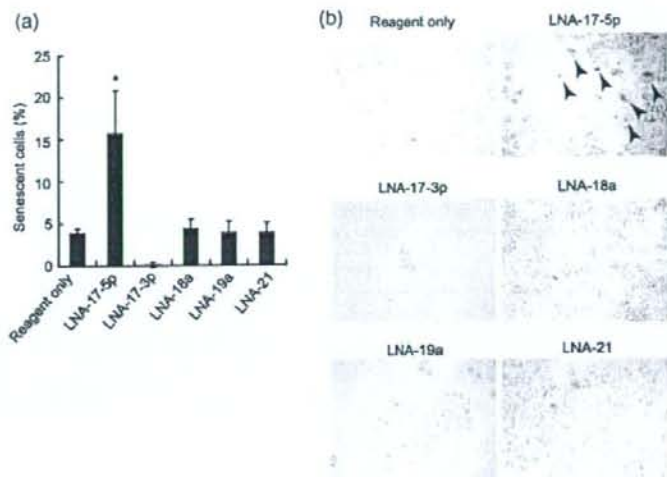 (a)
Senescent cells (%)
25
20
15
10
5
0
Reagent only
LNA-17-5p
LNA-17-3p
LNA-18a
LNA-19a
LNA-21
(b)
Reagent only
LNA-17-5p
LNA-17-3p
LNA-18a
LNA-19a
LNA-21